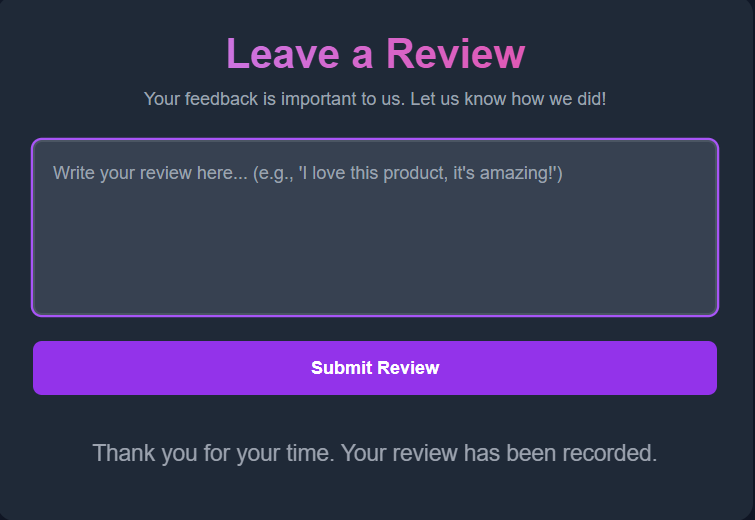 Leave a Review
Your feedback is important to us. Let us know how we did!
Write your review here... (e.g., 'I love this product, it's amazing!')
Submit Review
Thank you for your time. Your review has been recorded.